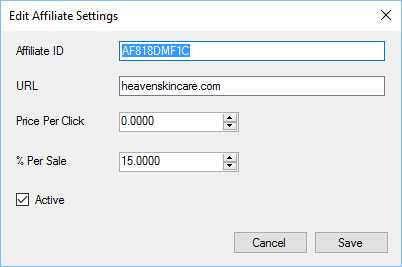 Edit Affiliate Settings
Affiliate ID AF818DMF1C
URL heavenskincare.com
Price Per Click 0.0000
% Per Sale 15.0000
Active
Cancel Save